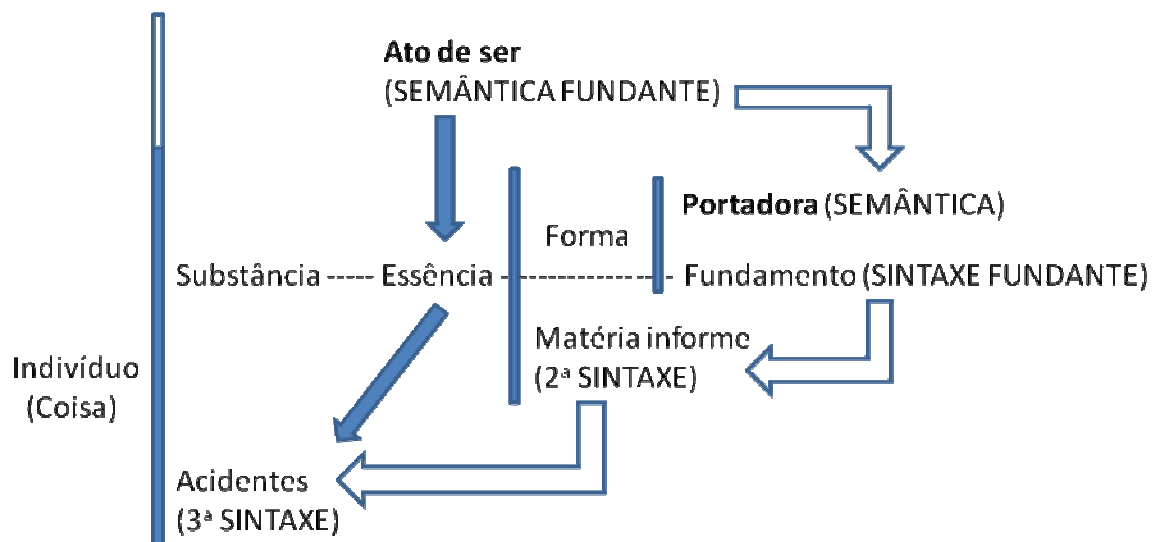 Ato de ser
(SEMÂNTICA FUNDANTE)
Portadora (SEMÂNTICA)
Forma
Substância ----- Essência ---------------- Fundamento (SINTAXE FUNDANTE)
Matéria informe
(2ª SINTAXE)
Indivíduo
(Coisa)
Acidentes
(3ª SINTAXE)